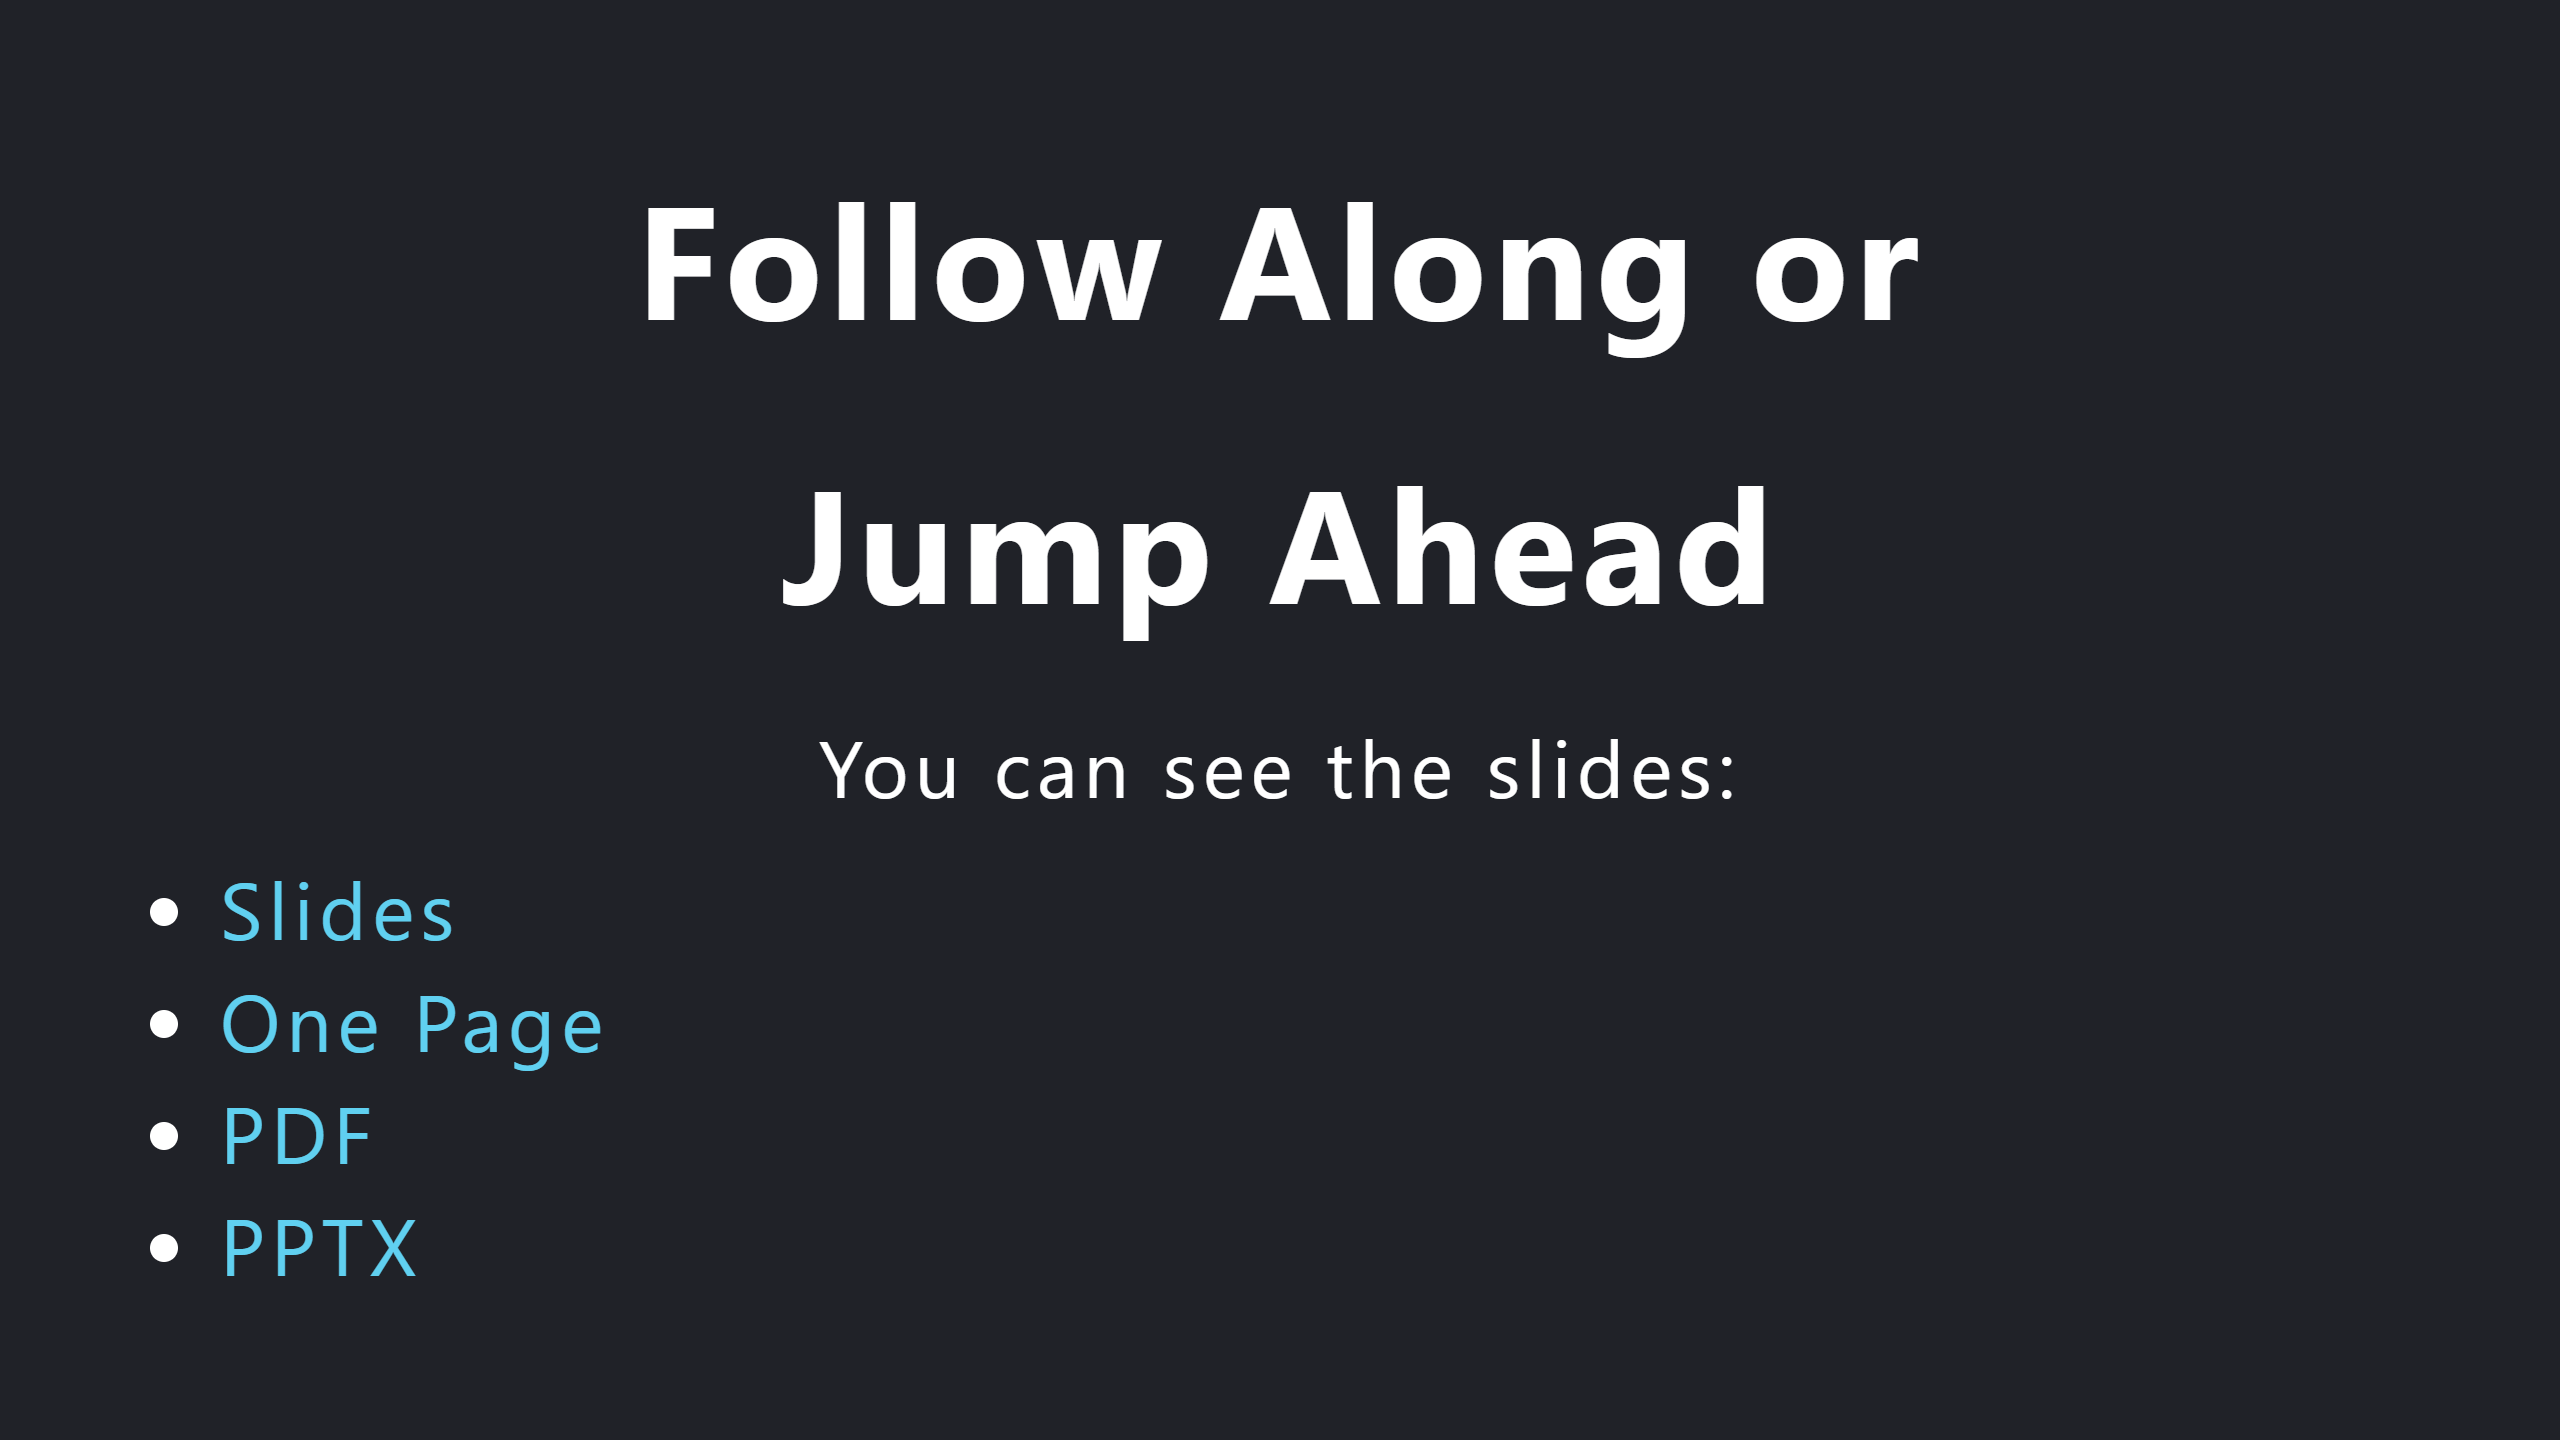 Follow Along or
Jump Ahead
You can see the slides:
Slides
One Page
PDF
PPTX